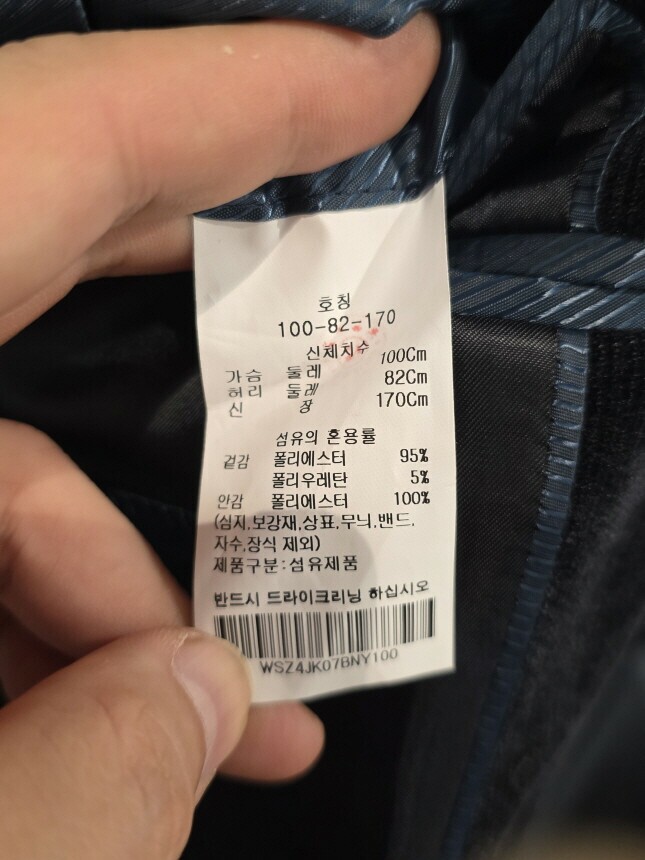 호칭
100-82-170
신체치수
가슴 둘레 100Cm
허리 둘레 82Cm
신 장 170Cm
섬유의 혼용률
겉감 폴리에스터 95%
폴리우레탄 5%
안감 폴리에스터 100%
(심지,보강재,상표,무늬,밴드,
자수,장식 제외)
제품구분:섬유제품
반드시 드라이크리닝 하십시오
WSZ4JK07BNY100